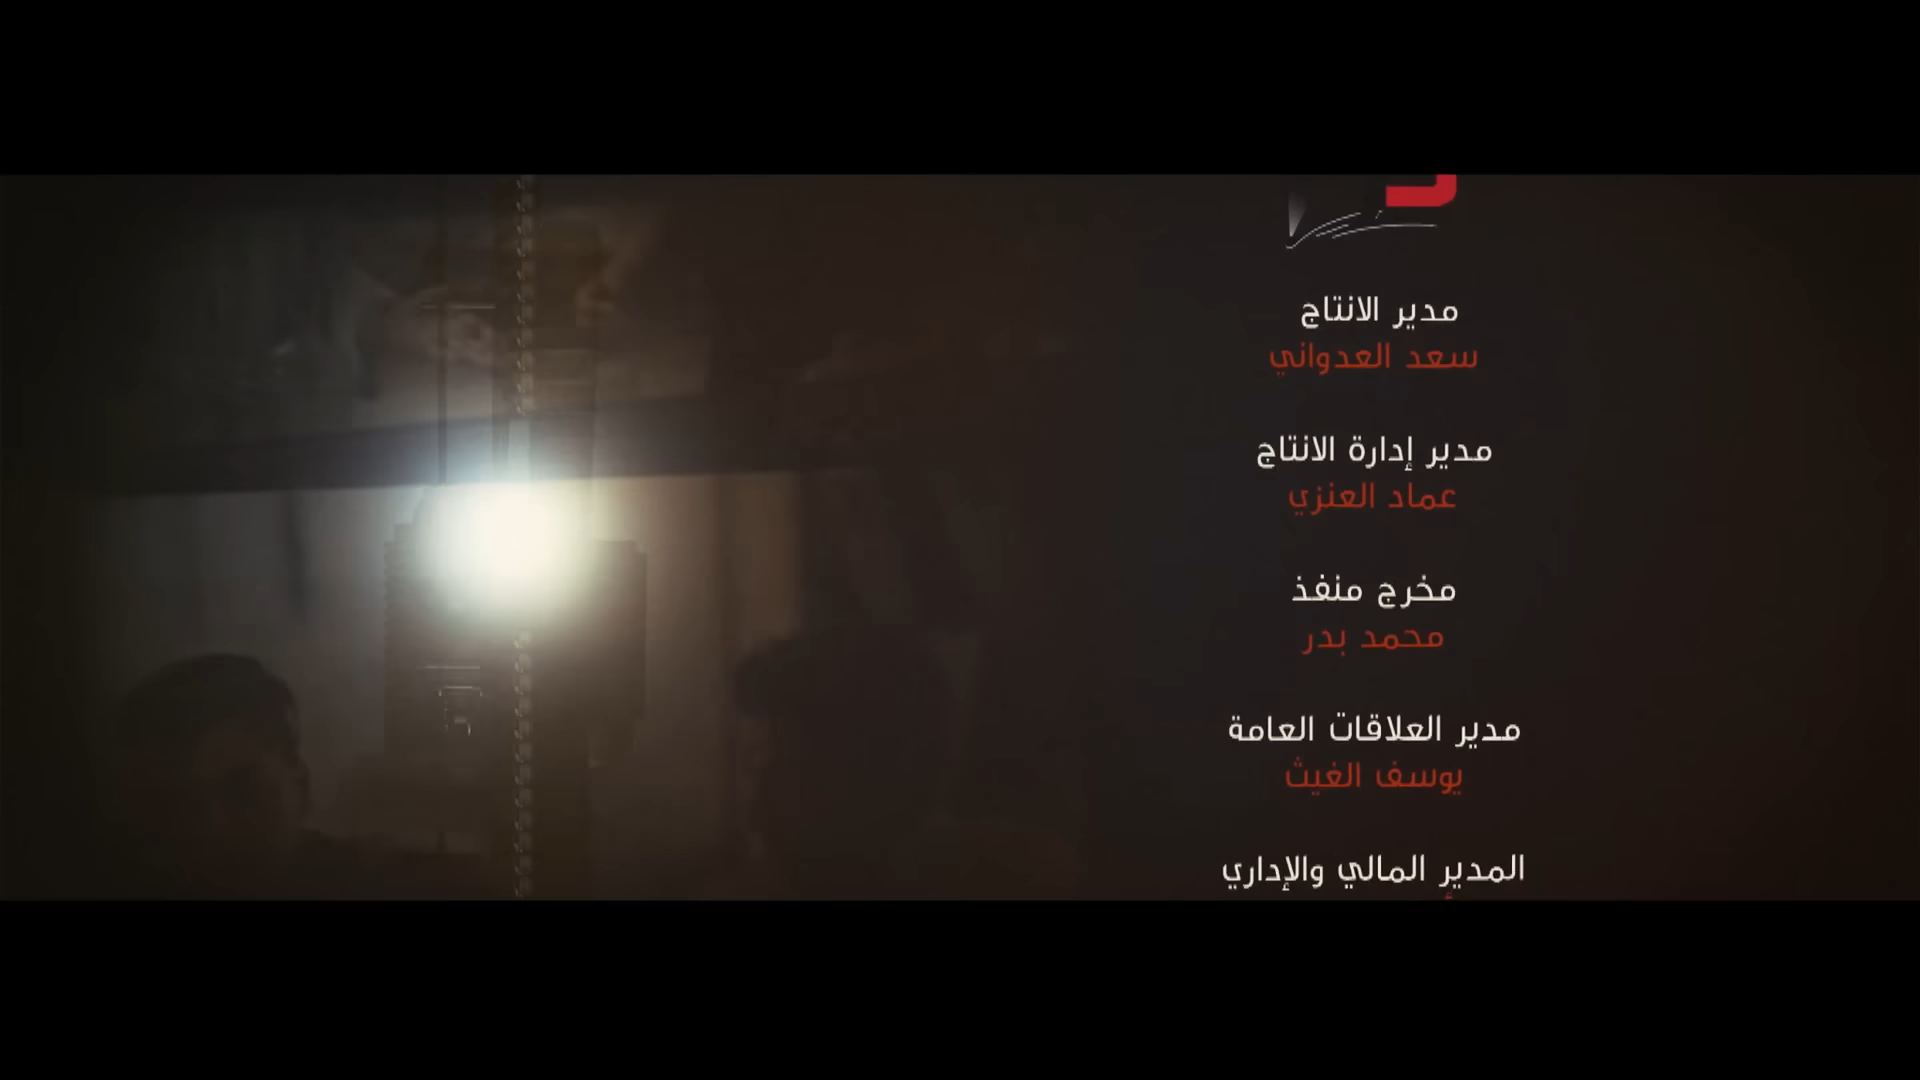 مدير الانتاج
سعد العدواني
مدير إدارة الانتاج
عماد العنزي
مخرج منفذ
محمد بدر
مدير العلاقات العامة
يوسف الغيث
المدير المالي والإداري